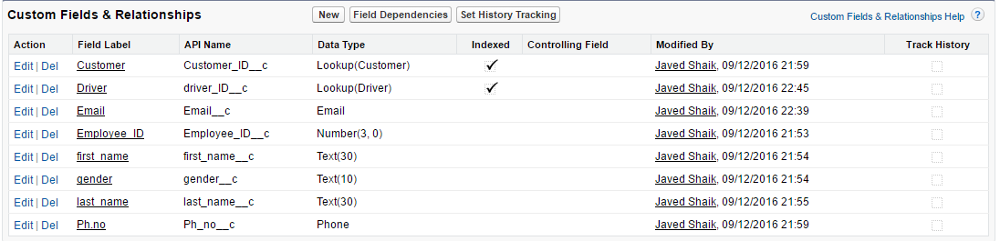 Custom Fields & Relationships New Field Dependencies Set History Tracking Custom Fields & Relationships Help ?
Action Field Label API Name Data Type Indexed Controlling Field Modified By Track History
Edit | Del Customer Customer_ID__c Lookup(Customer) Javed Shaik, 09/12/2016 21:59
Edit | Del Driver driver_ID__c Lookup(Driver) Javed Shaik, 09/12/2016 22:45
Edit | Del Email Email__c Email Javed Shaik, 09/12/2016 22:39
Edit | Del Employee_ID Employee_ID__c Number(3, 0) Javed Shaik, 09/12/2016 21:53
Edit | Del first_name first_name__c Text(30) Javed Shaik, 09/12/2016 21:54
Edit | Del gender gender__c Text(10) Javed Shaik, 09/12/2016 21:54
Edit | Del last_name last_name__c Text(30) Javed Shaik, 09/12/2016 21:55
Edit | Del Ph.no Ph_no__c Phone Javed Shaik, 09/12/2016 21:59